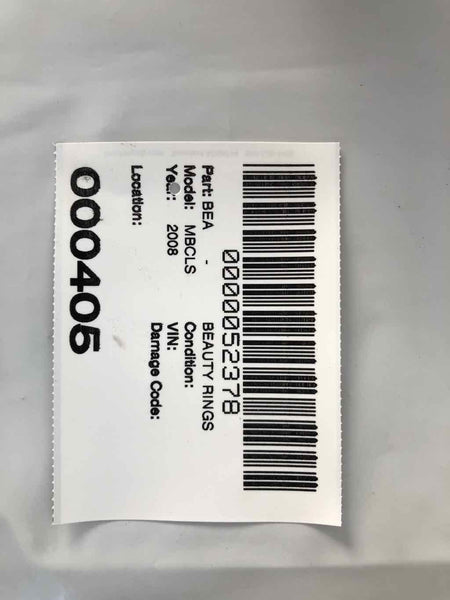 0000052378
Part: BEA - BEAUTY RINGS
Model: MBCLS Condition:
Year: 2008 VIN:
Damage Code:
Location:
000405